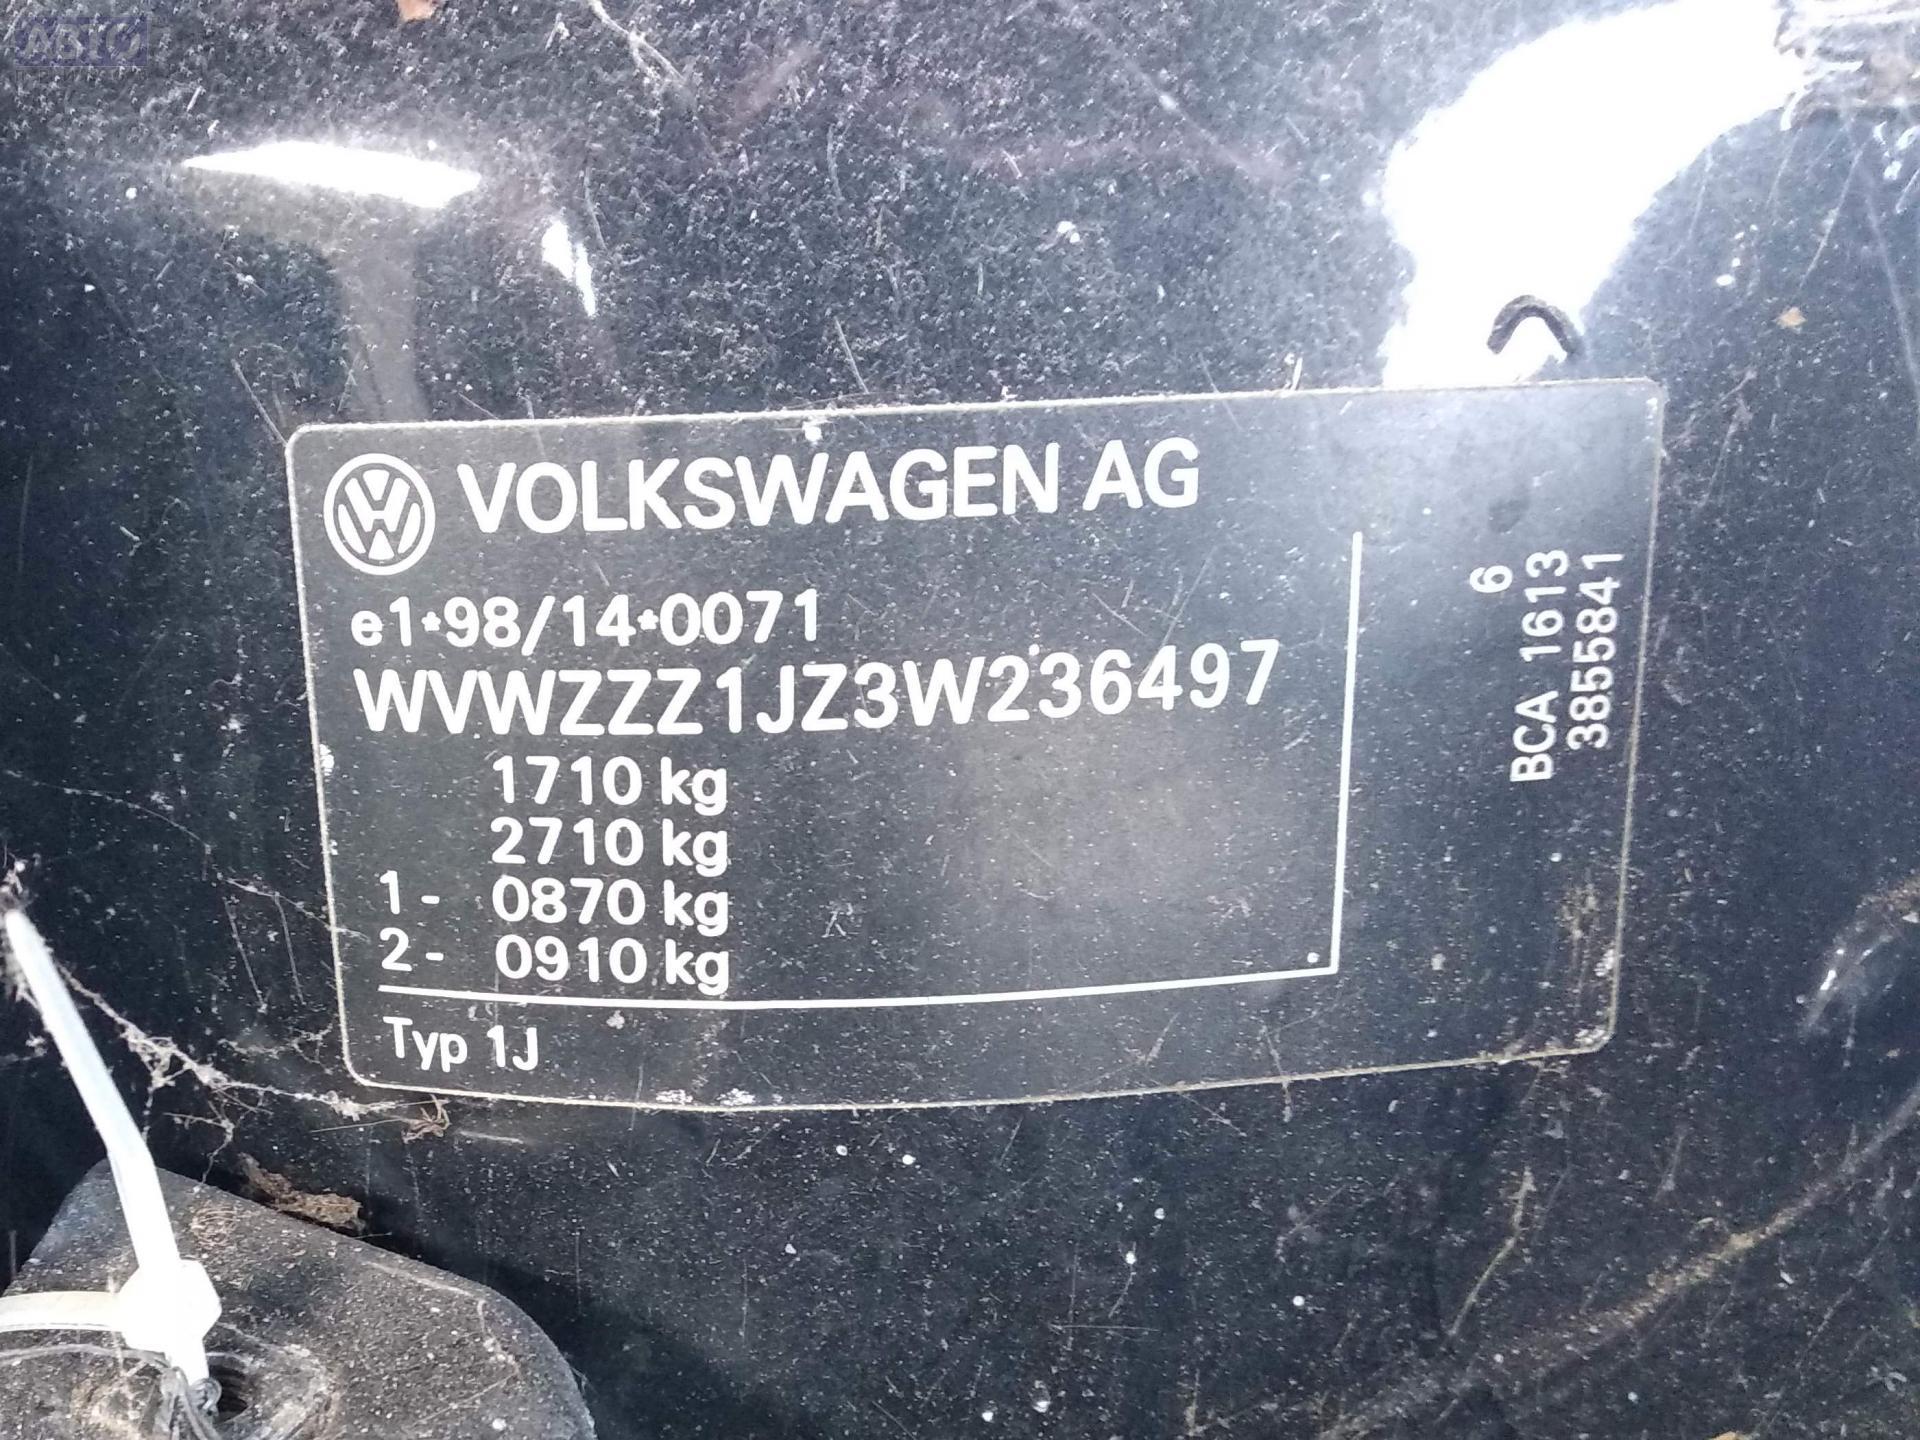 АВТО
VOLKSWAGEN AG
e1*98/14*0071
WVWZZZ1JZ3W236497
1710 kg
2710 kg
1- 0870 kg
2- 0910 kg
Typ 1J
6
BCA 1613
3855841